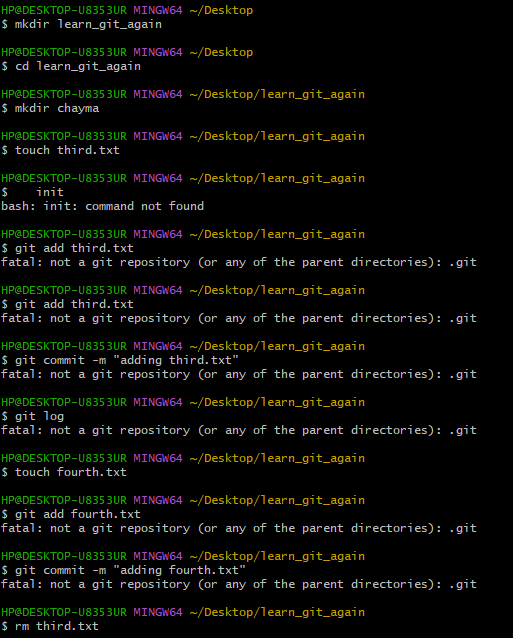 HP@DESKTOP-U8353UR MINGW64 ~/Desktop
$ mkdir learn_git_again
HP@DESKTOP-U8353UR MINGW64 ~/Desktop
$ cd learn_git_again
HP@DESKTOP-U8353UR MINGW64 ~/Desktop/learn_git_again
$ mkdir chayma
HP@DESKTOP-U8353UR MINGW64 ~/Desktop/learn_git_again
$ touch third.txt
HP@DESKTOP-U8353UR MINGW64 ~/Desktop/learn_git_again
$    init
bash: init: command not found
HP@DESKTOP-U8353UR MINGW64 ~/Desktop/learn_git_again
$ git add third.txt
fatal: not a git repository (or any of the parent directories): .git
HP@DESKTOP-U8353UR MINGW64 ~/Desktop/learn_git_again
$ git add third.txt
fatal: not a git repository (or any of the parent directories): .git
HP@DESKTOP-U8353UR MINGW64 ~/Desktop/learn_git_again
$ git commit -m "adding third.txt"
fatal: not a git repository (or any of the parent directories): .git
HP@DESKTOP-U8353UR MINGW64 ~/Desktop/learn_git_again
$ git log
fatal: not a git repository (or any of the parent directories): .git
HP@DESKTOP-U8353UR MINGW64 ~/Desktop/learn_git_again
$ touch fourth.txt
HP@DESKTOP-U8353UR MINGW64 ~/Desktop/learn_git_again
$ git add fourth.txt
fatal: not a git repository (or any of the parent directories): .git
HP@DESKTOP-U8353UR MINGW64 ~/Desktop/learn_git_again
$ git commit -m "adding fourth.txt"
fatal: not a git repository (or any of the parent directories): .git
HP@DESKTOP-U8353UR MINGW64 ~/Desktop/learn_git_again
$ rm third.txt